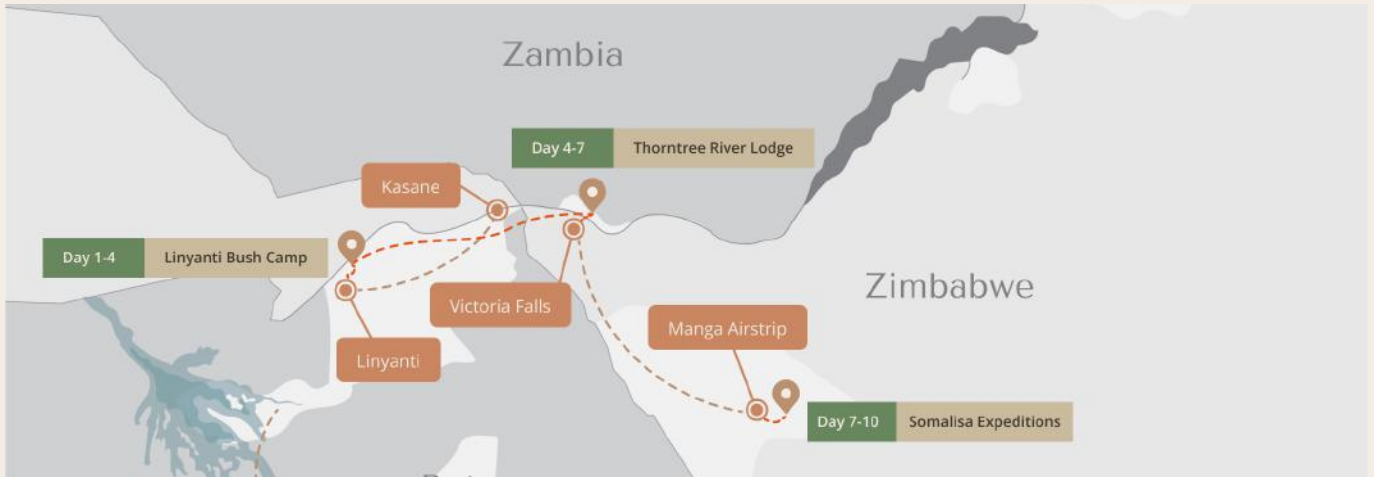 Zambia
Day 4-7 Thorntree River Lodge
Kasane
Day 1-4 Linyanti Bush Camp
Zimbabwe
Victoria Falls
Manga Airstrip
Linyanti
Day 7-10 Somalisa Expeditions